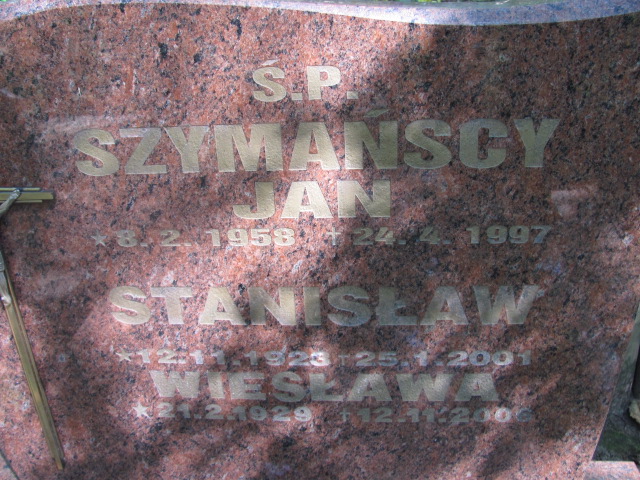 Ś.P.
SZYMAŃSCY
JAN
* 8. 2. 1958 † 24. 4. 1997
STANISŁAW
* 12.11.1923 † 25.1.2001
WIESŁAWA
* 21.2.1929 † 12.11.